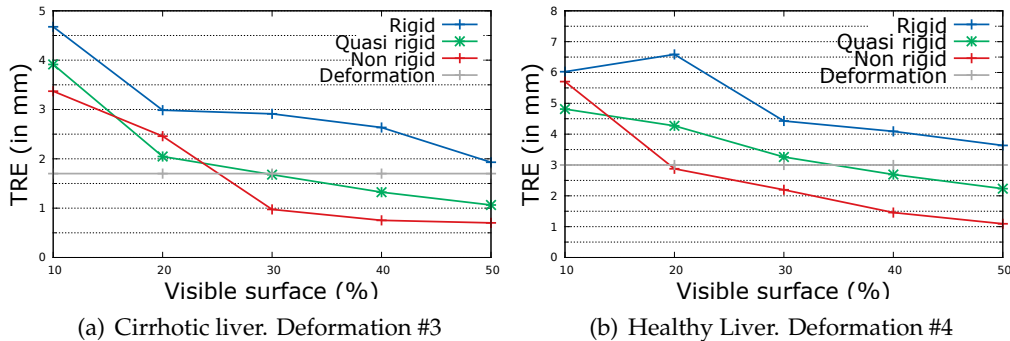 TRE (in mm)
5
4
3
2
1
0
10 20 30 40 50
Visible surface (%)
Rigid
Quasi rigid
Non rigid
Deformation
(a) Cirrhotic liver. Deformation #3
TRE (in mm)
8
7
6
5
4
3
2
1
0
10 20 30 40 50
Visible surface (%)
Rigid
Quasi rigid
Non rigid
Deformation
(b) Healthy Liver. Deformation #4